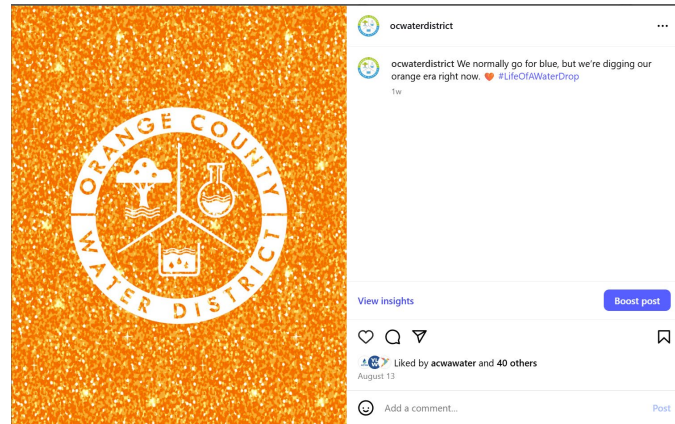 ORANGE COUNTY
WATER DISTRICT
ocwaterdistrict
ocwaterdistrict We normally go for blue, but we’re digging our
orange era right now. 🧡 #LifeOfAWaterDrop
1w
View insights
Boost post
Liked by acwawater and 40 others
August 13
Add a comment...
Post